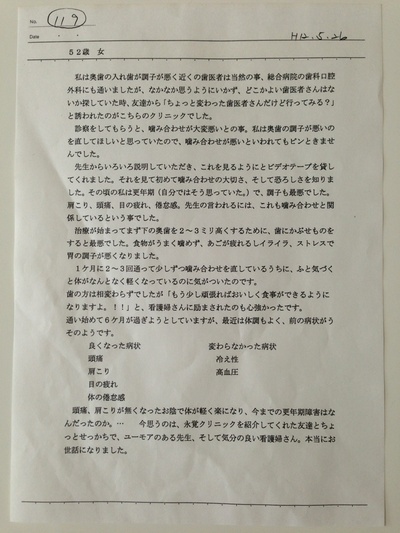 No. 119
Date ・ ・ H12.5.26
52歳 女
私は奥歯の入れ歯が調子が悪く近くの歯医者は当然の事、総合病院の歯科口腔
外科にも通いましたが、なかなか思うようにいかず、どこかよい歯医者さんはな
いか探していた時、友達から「ちょっと変わった歯医者さんだけど行ってみる？」
と誘われたのがこちらのクリニックでした。
診察をしてもらうと、噛み合わせが大変悪いとの事。私は奥歯の調子が悪いの
を直してほしいと思っていたので、噛み合わせが悪いといわれてもピンときませ
んでした。
先生からいろいろ説明していただき、これを見るようにとビデオテープを貸し
てくれました。それを見て初めて噛み合わせの大切さ、そして恐ろしさを知りまし
た。その頃の私は更年期（自分ではそう思っていた。）で、調子も最悪でした。
肩こり、頭痛、目の疲れ、倦怠感。先生の言われるには、これも噛み合わせと関
係しているという事でした。
治療が始まってまず下の奥歯を２～３ミリ高くするために、歯にかぶせものを
すると最悪でした。食物がうまく噛めず、あごが疲れるしイライラ、ストレスで
胃の調子が悪くなりました。
１ケ月に２～３回通って少しずつ噛み合わせを直しているうちに、ふと気づく
と体がなんとなく軽くなっているのに気がついたのです。
歯の方は相変わらずでしたが「もう少し頑張ればおいしく食事ができるように
なりますよ。！！」と、看護婦さんに励まされたのも心強かったです。
通い始めて６ケ月が過ぎようとしていますが、最近は体調もよく、前の病状がう
そのようです。
良くなった病状 変わらなかった病状
頭痛 冷え性
肩こり 高血圧
目の疲れ
体の倦怠感
頭痛、肩こりが無くなったお陰で体が軽く楽になり、今までの更年期障害はな
んだったのか。… 今思うのは、永覚クリニックを紹介してくれた友達とちょ
っとせっかちで、ユーモアのある先生、そして気分の良い看護婦さん。本当にお
世話になりました。